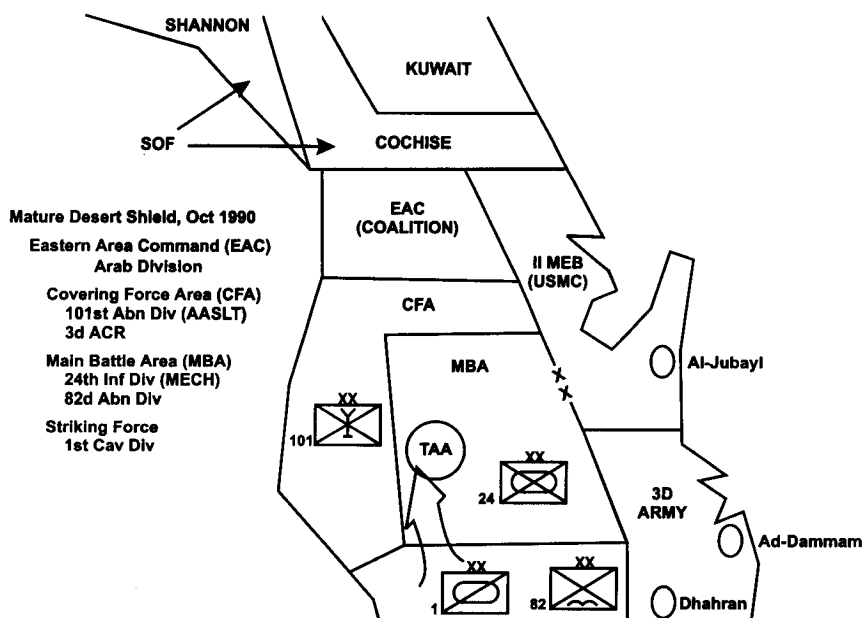 SHANNON
KUWAIT
SOF
COCHISE
EAC
(COALITION)
II MEB
(USMC)
Mature Desert Shield, Oct 1990
Eastern Area Command (EAC)
Arab Division
Covering Force Area (CFA)
101st Abn Div (AASLT)
3d ACR
Main Battle Area (MBA)
24th Inf Div (MECH)
82d Abn Div
Striking Force
1st Cav Div
CFA
MBA
X
X
Al-Jubayl
XX
101
TAA
XX
24
3D
ARMY
Ad-Dammam
XX
1
XX
82
Dhahran